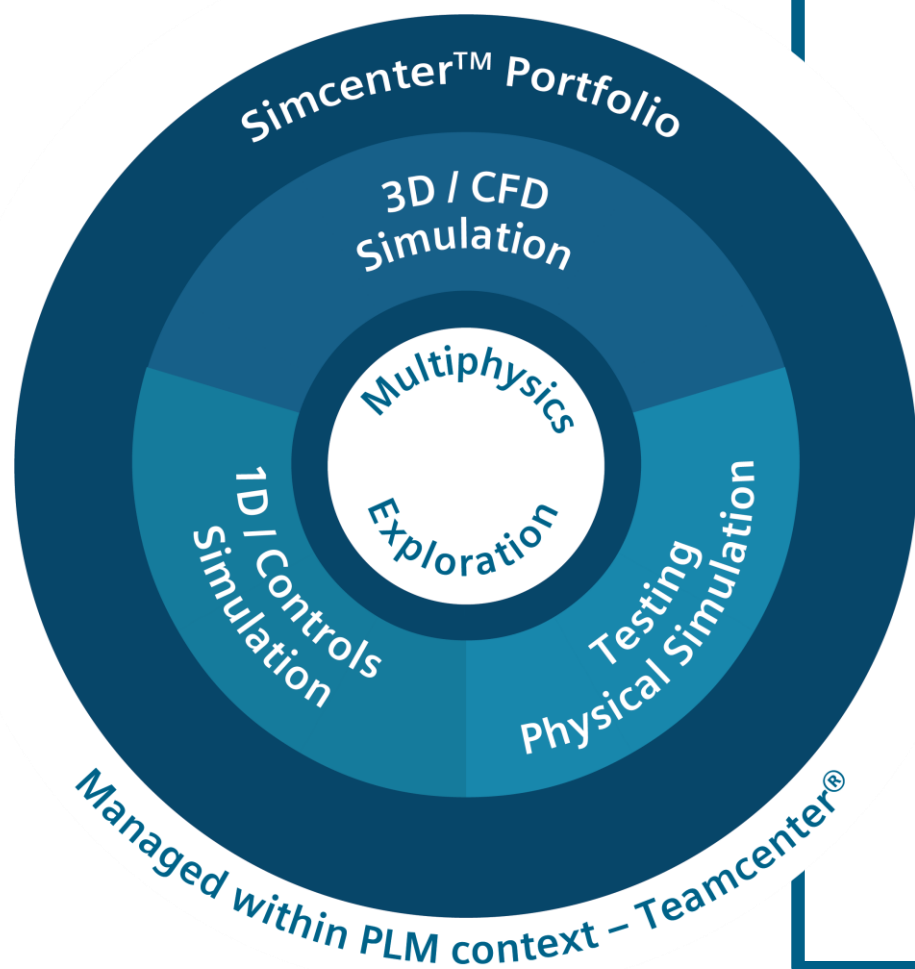 Simcenter™ Portfolio
3D / CFD
Simulation
Multiphysics
Exploration
1D / Controls
Simulation
Testing
Physical Simulation
Managed within PLM context – Teamcenter®